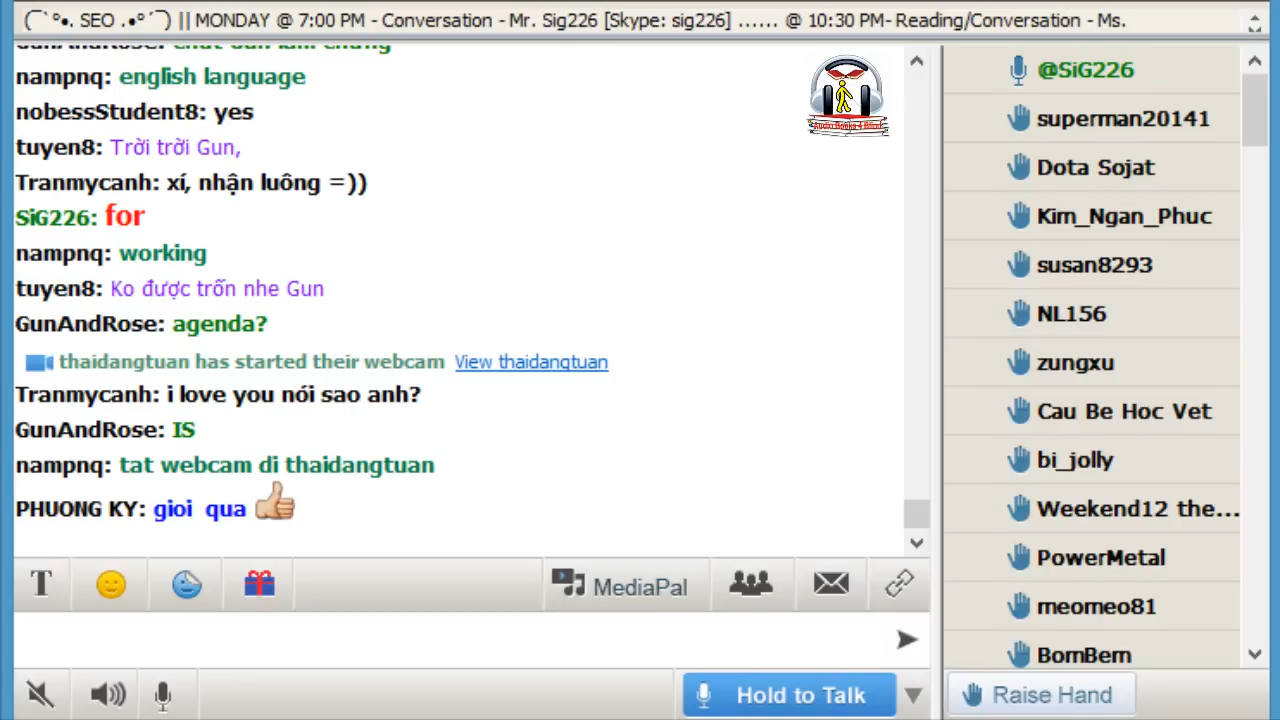 (¯`°•. SEO .•°´¯) || MONDAY @ 7:00 PM - Conversation - Mr. Sig226 [Skype: sig226] ...... @ 10:30 PM- Reading/Conversation - Ms.
nampnq: english language
nobessStudent8: yes
tuyen8: Trời trời Gun,
Tranmycanh: xí, nhận luông =))
SiG226: for
nampnq: working
tuyen8: Ko được trốn nhe Gun
GunAndRose: agenda?
thaidangtuan has started their webcam View thaidangtuan
Tranmycanh: i love you nói sao anh?
GunAndRose: IS
nampnq: tat webcam di thaidangtuan
PHUONG KY: gioi qua
T
MediaPal
Hold to Talk
@SiG226
superman20141
Dota Sojat
Kim_Ngan_Phuc
susan8293
NL156
zungxu
Cau Be Hoc Vet
bi_jolly
Weekend12 the...
PowerMetal
meomeo81
BomBem
Raise Hand
Audio Books 4 Blind